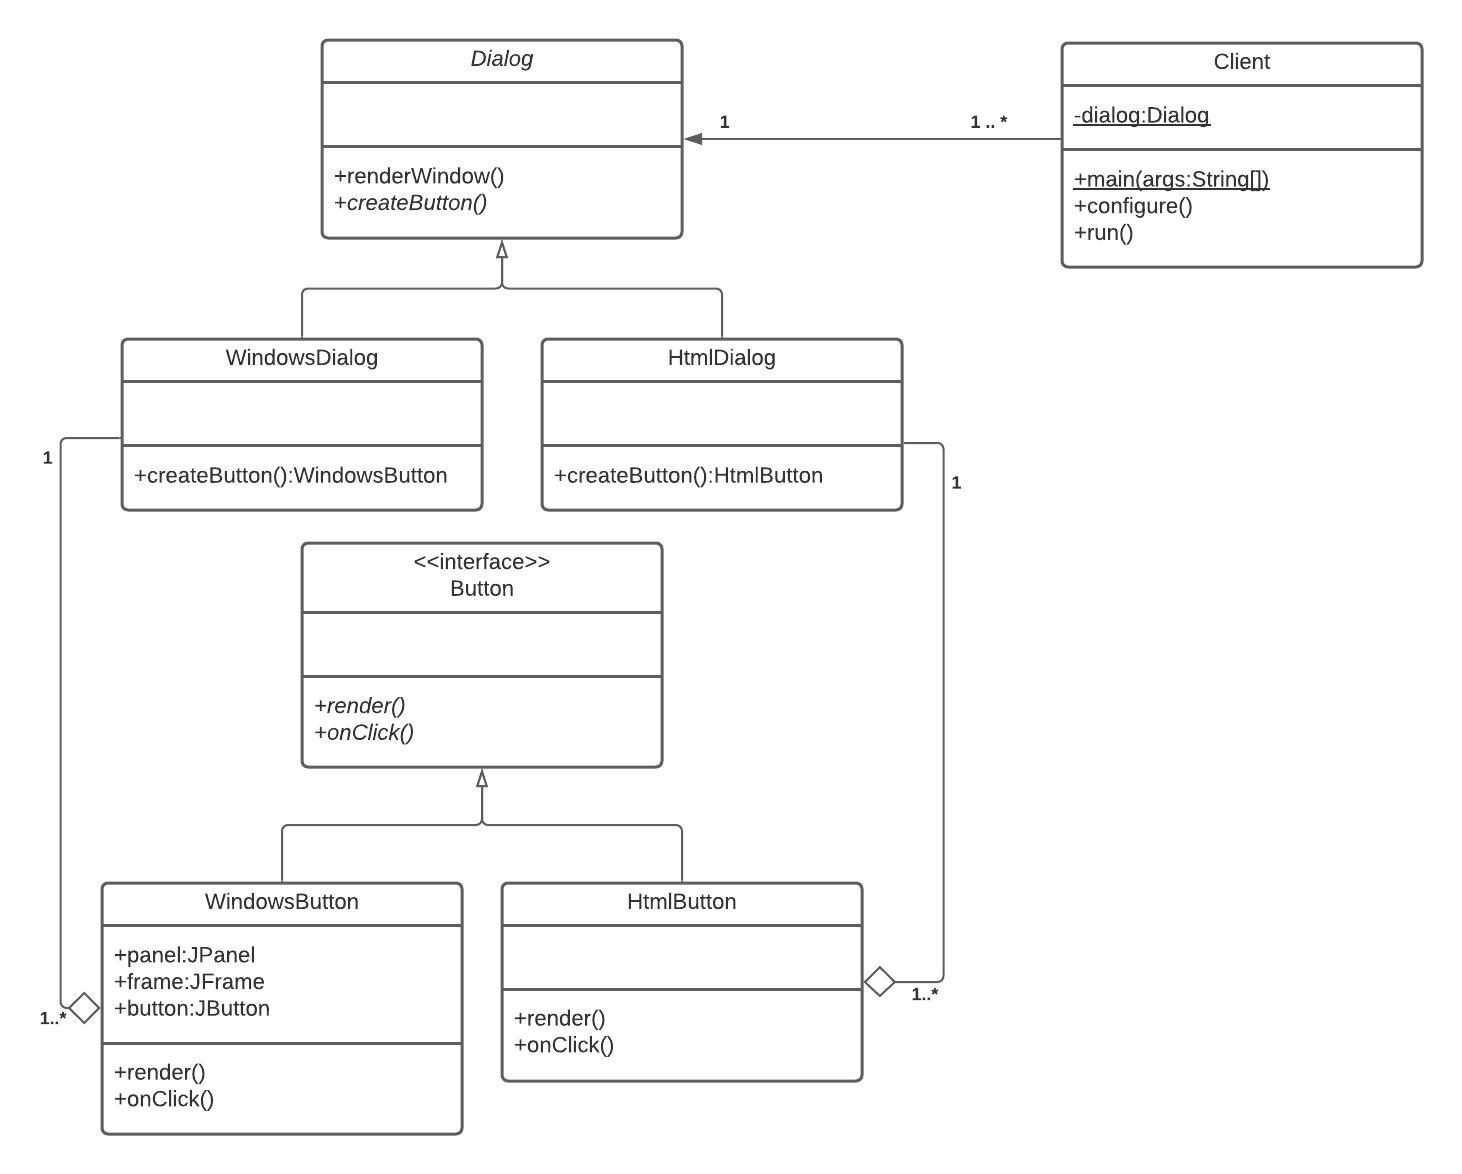 Dialog
+renderWindow()
+createButton()
1
1 .. *
Client
-dialog:Dialog
+main(args:String[])
+configure()
+run()
WindowsDialog
+createButton():WindowsButton
HtmlDialog
+createButton():HtmlButton
1
1
<<interface>>
Button
+render()
+onClick()
WindowsButton
+panel:JPanel
+frame:JFrame
+button:JButton
+render()
+onClick()
HtmlButton
+render()
+onClick()
1..*
1..*